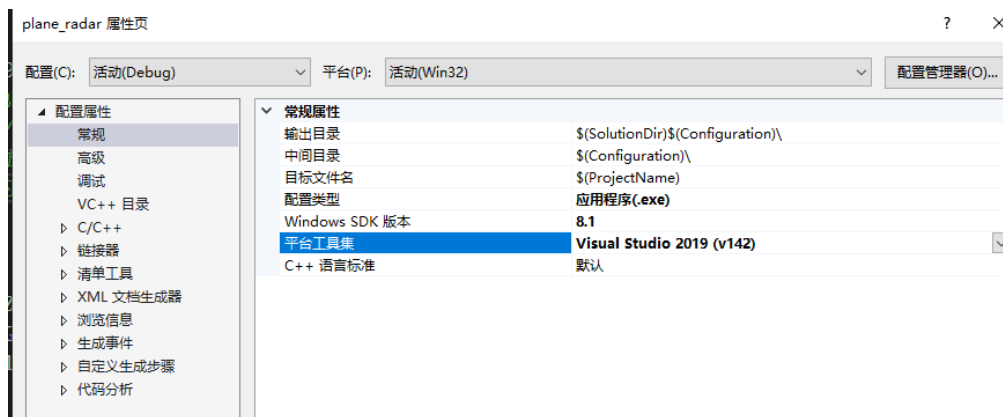 plane_radar 属性页
配置(C): 活动(Debug) 平台(P): 活动(Win32) 配置管理器(O)...
配置属性
常规
高级
调试
VC++ 目录
C/C++
链接器
清单工具
XML 文档生成器
浏览信息
生成事件
自定义生成步骤
代码分析
常规属性
输出目录 $(SolutionDir)$(Configuration)\
中间目录 $(Configuration)\
目标文件名 $(ProjectName)
配置类型 应用程序(.exe)
Windows SDK 版本 8.1
平台工具集 Visual Studio 2019 (v142)
C++ 语言标准 默认